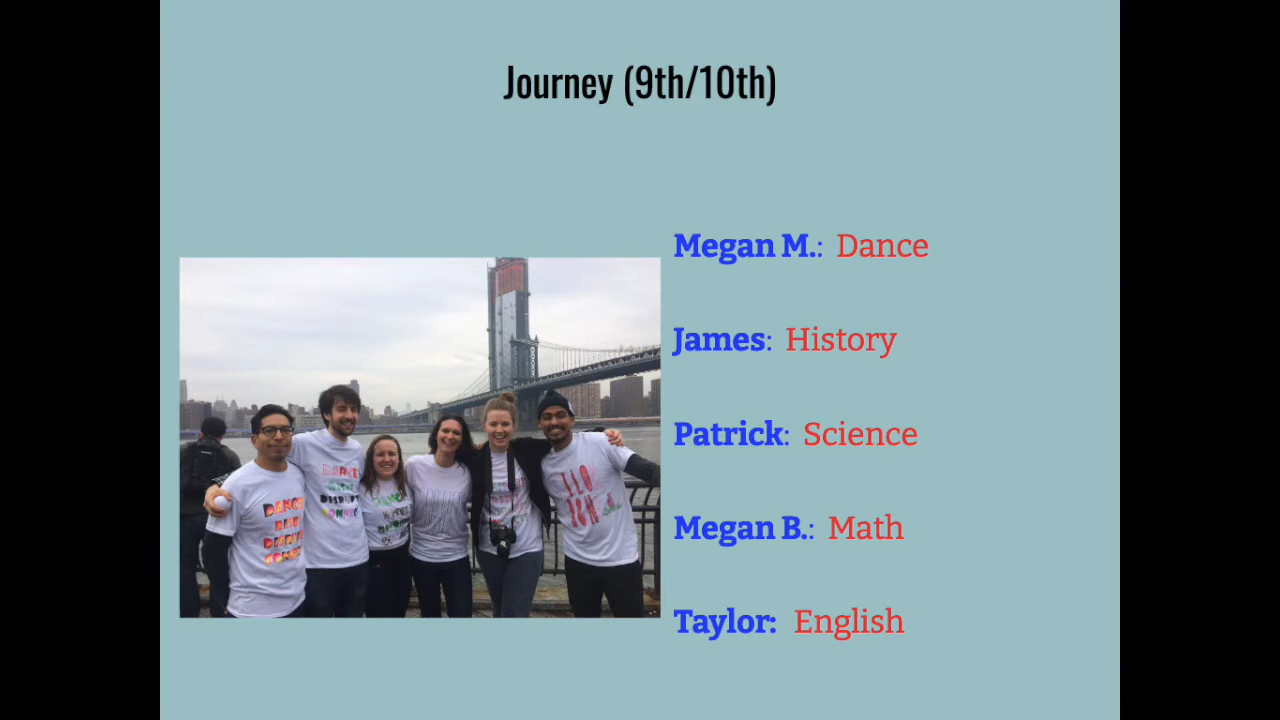 Journey (9th/10th)
Megan M.: Dance
James: History
Patrick: Science
Megan B.: Math
Taylor: English